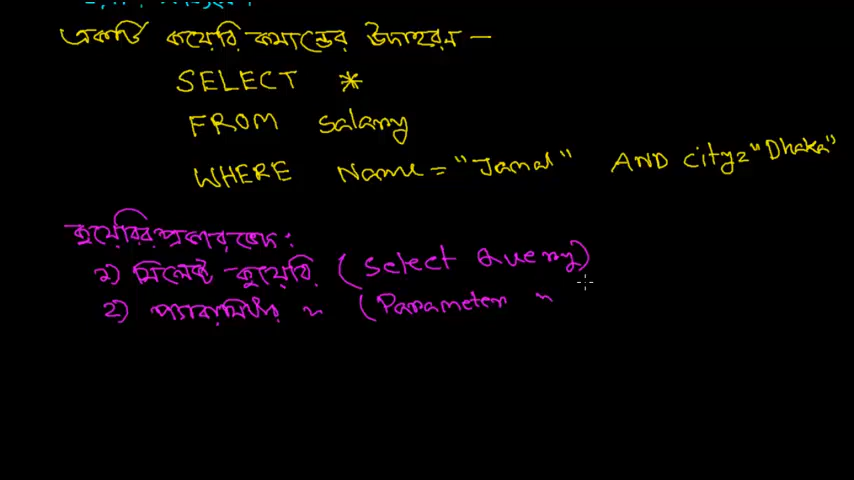 একটি কুয়েরি কমান্ডের উদাহরণ —
SELECT *
FROM Salary
WHERE Name = "Jamal" AND City = "Dhaka"
কুয়েরির প্রকারভেদ :
১) সিলেক্ট কুয়েরি (Select Query)
২) প্যারামিটার " (Parameter "